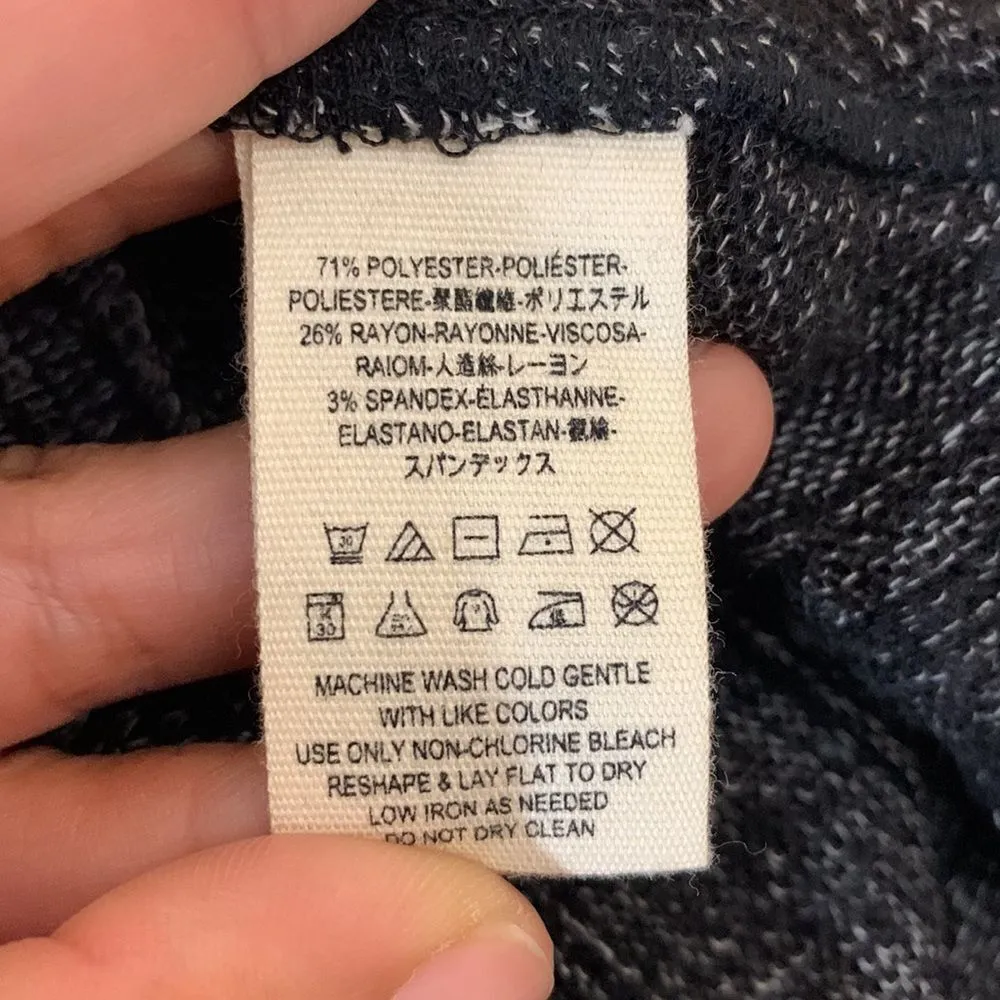 71% POLYESTER-POLIÉSTER-
POLIESTERE-聚酯纖維-ポリエステル
26% RAYON-RAYONNE-VISCOSA-
RAIOM-人造絲-レーヨン
3% SPANDEX-ÉLASTHANNE-
ELASTANO-ELASTAN-
スパンデックス
30
30
MACHINE WASH COLD GENTLE
WITH LIKE COLORS
USE ONLY NON-CHLORINE BLEACH
RESHAPE & LAY FLAT TO DRY
LOW IRON AS NEEDED
DO NOT DRY CLEAN